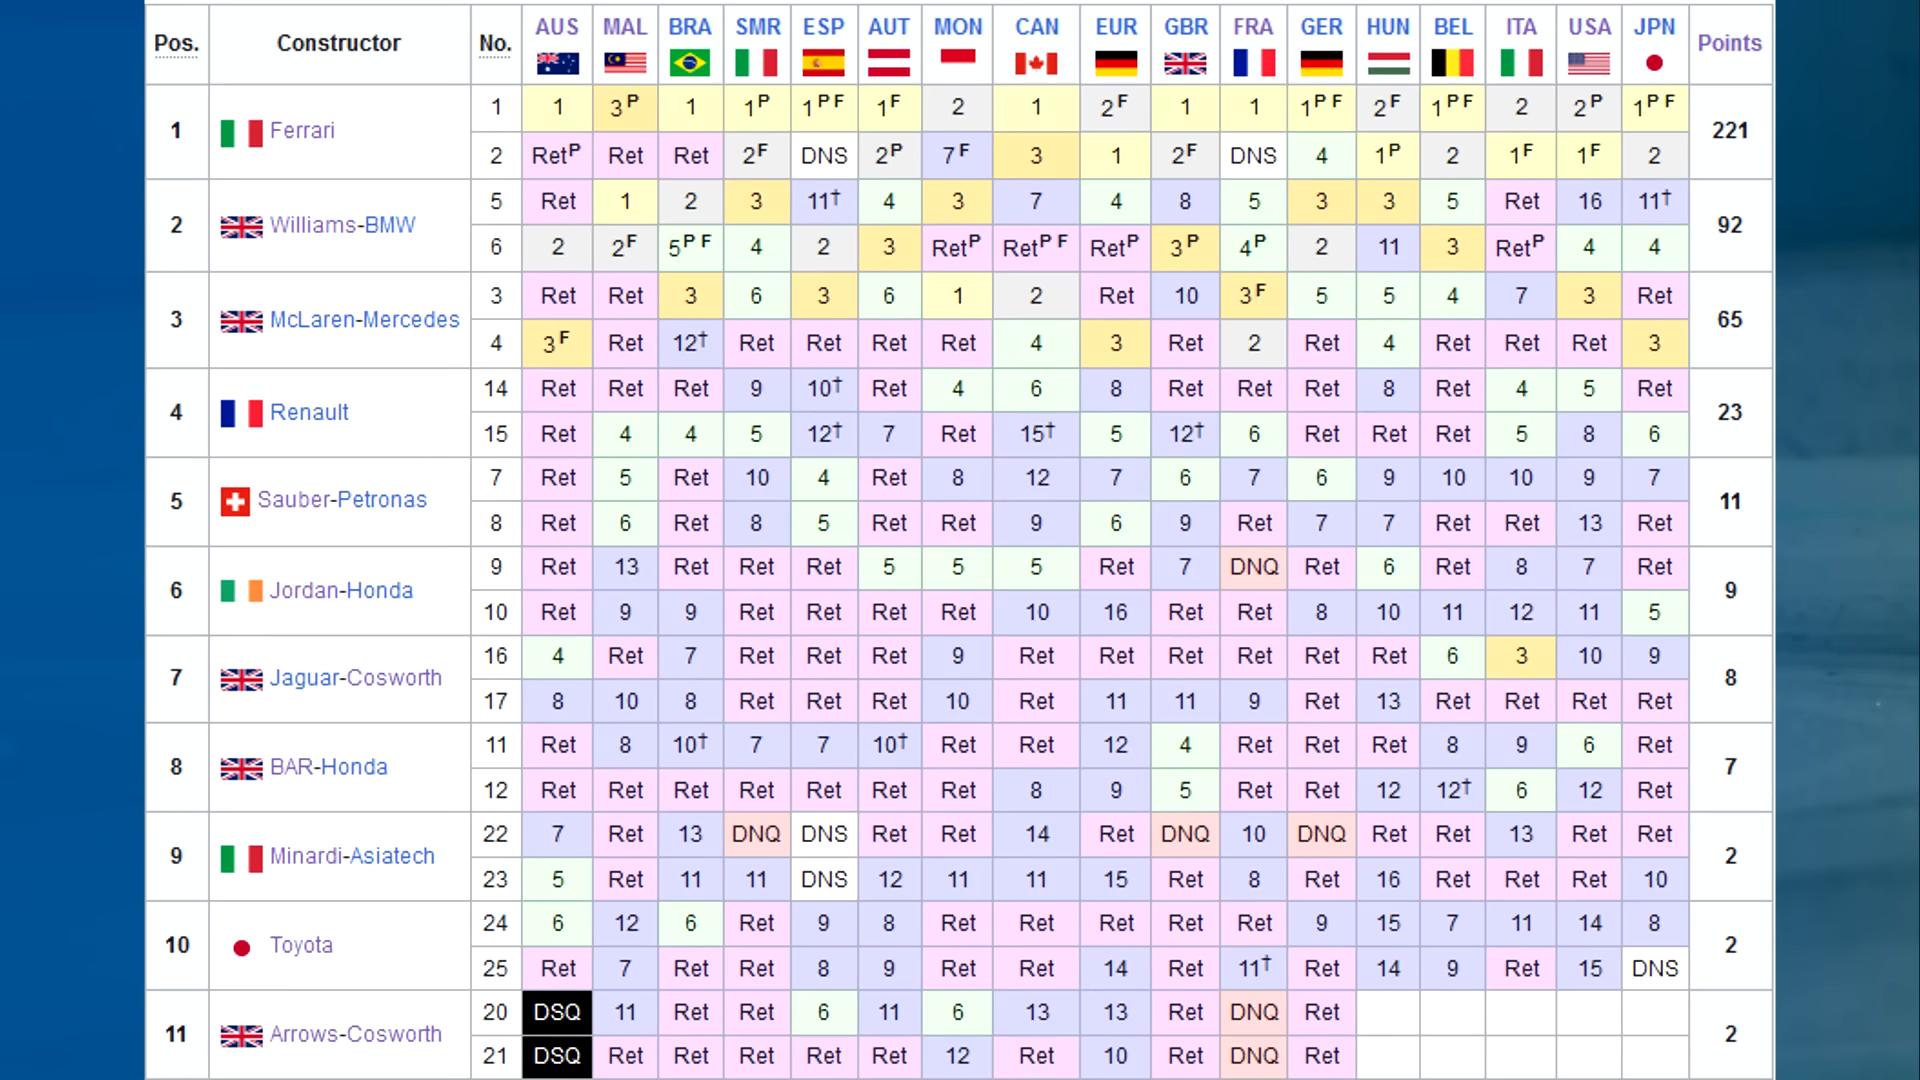 Pos. Constructor No. AUS MAL BRA SMR ESP AUT MON CAN EUR GBR FRA GER HUN BEL ITA USA JPN Points
1 Ferrari 1 1 3P 1 1P 1P F 1F 2 1 2F 1 1 1P F 2F 1P F 2 2P 1P F 221
2 RetP Ret Ret 2F DNS 2P 7F 3 1 2F DNS 4 1P 2 1F 1F 2
2 Williams-BMW 5 Ret 1 2 3 11† 4 3 7 4 8 5 3 3 5 Ret 16 11† 92
6 2 2F 5P F 4 2 3 RetP RetP F RetP 3P 4P 2 11 3 RetP 4 4
3 McLaren-Mercedes 3 Ret Ret 3 6 3 6 1 2 Ret 10 3F 5 5 4 7 3 Ret 65
4 3F Ret 12† Ret Ret Ret Ret 4 3 Ret 2 Ret 4 Ret Ret Ret 3
4 Renault 14 Ret Ret Ret 9 10† Ret 4 6 8 Ret Ret Ret 8 Ret 4 5 Ret 23
15 Ret 4 4 5 12† 7 Ret 15† 5 12† 6 Ret Ret Ret 5 8 6
5 Sauber-Petronas 7 Ret 5 Ret 10 4 Ret 8 12 7 6 7 6 9 10 10 9 7 11
8 Ret 6 Ret 8 5 Ret Ret 9 6 9 Ret 7 7 Ret Ret 13 Ret
6 Jordan-Honda 9 Ret 13 Ret Ret Ret 5 5 5 Ret 7 DNQ Ret 6 Ret 8 7 Ret 9
10 Ret 9 9 Ret Ret Ret Ret 10 16 Ret Ret 8 10 11 12 11 5
7 Jaguar-Cosworth 16 4 Ret 7 Ret Ret Ret 9 Ret Ret Ret Ret Ret Ret 6 3 10 9 8
17 8 10 8 Ret Ret Ret 10 Ret 11 11 9 Ret 13 Ret Ret Ret Ret
8 BAR-Honda 11 Ret 8 10† 7 7 10† Ret Ret 12 4 Ret Ret Ret 8 9 6 Ret 7
12 Ret Ret Ret Ret Ret Ret Ret 8 9 5 Ret Ret 12 12† 6 12 Ret
9 Minardi-Asiatech 22 7 Ret 13 DNQ DNS Ret Ret 14 Ret DNQ 10 DNQ Ret Ret 13 Ret Ret 2
23 5 Ret 11 11 DNS 12 11 11 15 Ret 8 Ret 16 Ret Ret Ret 10
10 Toyota 24 6 12 6 Ret 9 8 Ret Ret Ret Ret Ret 9 15 7 11 14 8 2
25 Ret 7 Ret Ret 8 9 Ret Ret 14 Ret 11† Ret 14 9 Ret 15 DNS
11 Arrows-Cosworth 20 DSQ 11 Ret Ret 6 11 6 13 13 Ret DNQ Ret 2
21 DSQ Ret Ret Ret Ret Ret 12 Ret 10 Ret DNQ Ret